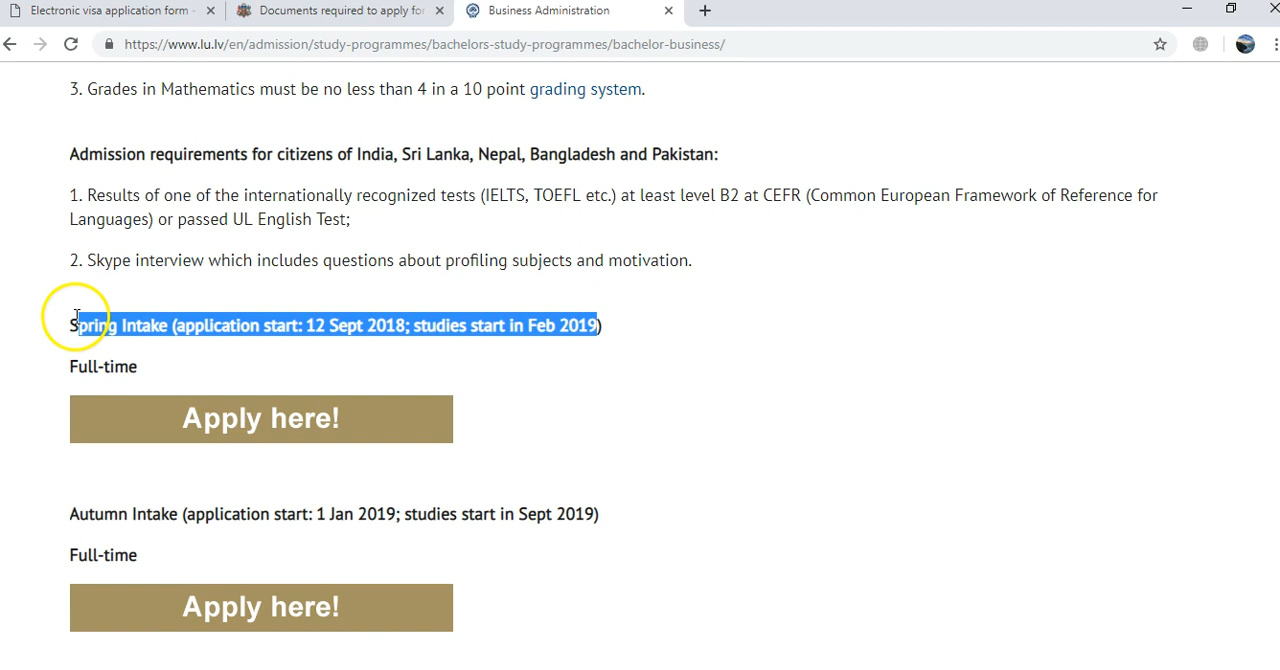 Electronic visa application form -
Documents required to apply for
Business Administration
https://www.lu.lv/en/admission/study-programmes/bachelors-study-programmes/bachelor-business/
3. Grades in Mathematics must be no less than 4 in a 10 point grading system.
Admission requirements for citizens of India, Sri Lanka, Nepal, Bangladesh and Pakistan:
1. Results of one of the internationally recognized tests (IELTS, TOEFL etc.) at least level B2 at CEFR (Common European Framework of Reference for
Languages) or passed UL English Test;
2. Skype interview which includes questions about profiling subjects and motivation.
Spring Intake (application start: 12 Sept 2018; studies start in Feb 2019)
Full-time
Apply here!
Autumn Intake (application start: 1 Jan 2019; studies start in Sept 2019)
Full-time
Apply here!